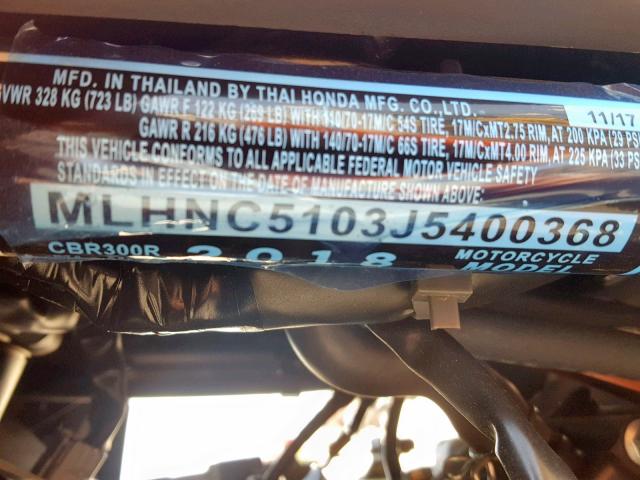 MFD. IN THAILAND BY THAI HONDA MFG. CO., LTD. 11/17
GVWR 328 KG (723 LB) GAWR F 122 KG (269 LB) WITH 110/70-17M/C 54S TIRE, 17M/CxMT2.75 RIM, AT 200 KPA (29 PS
GAWR R 216 KG (476 LB) WITH 140/70-17M/C 66S TIRE, 17M/CxMT4.00 RIM, AT 225 KPA (33 PS
THIS VEHICLE CONFORMS TO ALL APPLICABLE FEDERAL MOTOR VEHICLE SAFETY
STANDARDS IN EFFECT ON THE DATE OF MANUFACTURE SHOWN ABOVE.
MLHNC5103J5400368
CBR300R 2018 MOTORCYCLE
MODEL